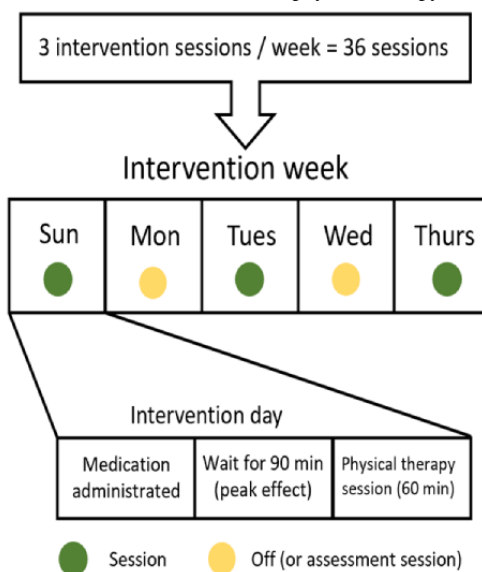 3 intervention sessions / week = 36 sessions
Intervention week
Sun Mon Tues Wed Thurs
Intervention day
Medication administrated
Wait for 90 min (peak effect)
Physical therapy session (60 min)
Session Off (or assessment session)